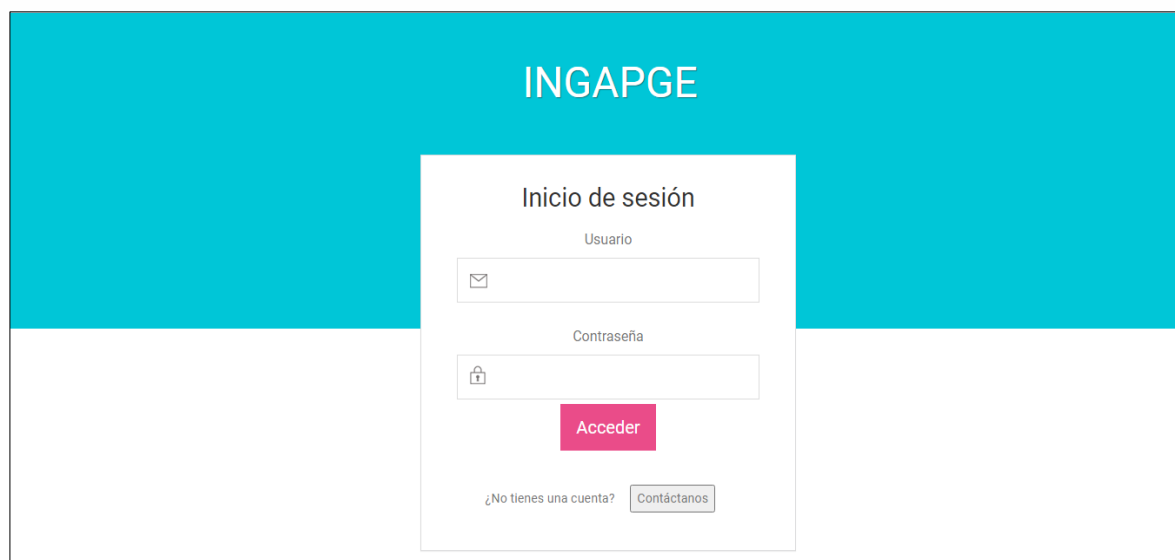 INGAPGE
Inicio de sesión
Usuario
Contraseña
Acceder
¿No tienes una cuenta? Contáctanos